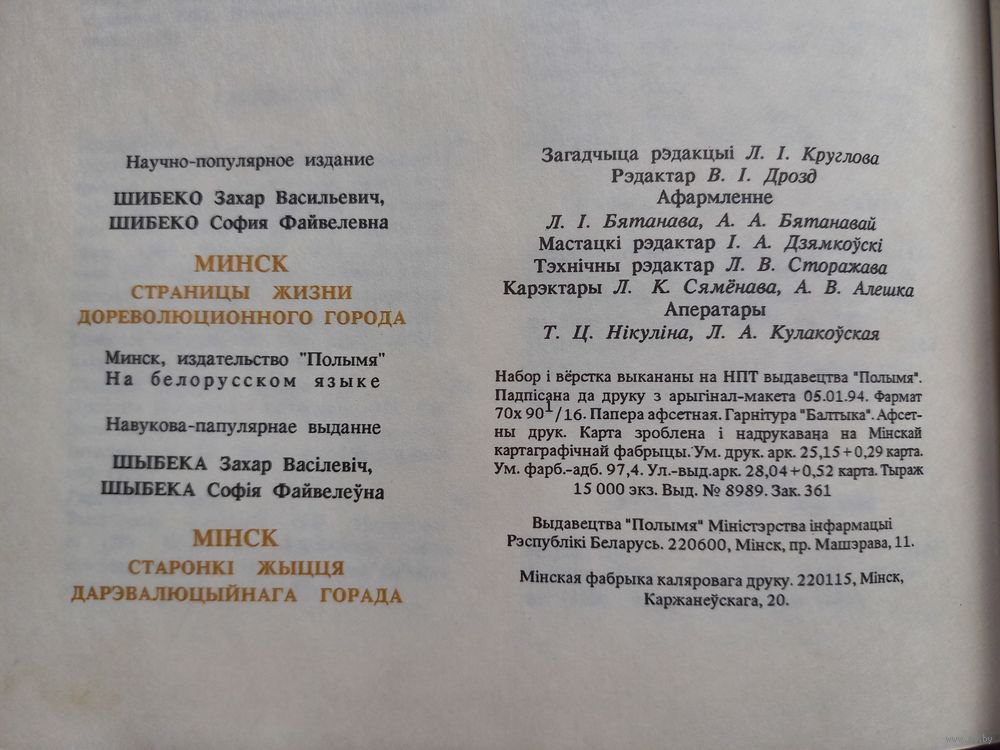 Научно-популярное издание
ШИБЕКО Захар Васильевич,
ШИБЕКО София Файвелевна
МИНСК
СТРАНИЦЫ ЖИЗНИ
ДОРЕВОЛЮЦИОННОГО ГОРОДА
Минск, издательство "Полымя"
На белорусском языке
Навукова-папулярнае выданне
ШЫБЕКА Захар Васілевіч,
ШЫБЕКА Софія Файвелеўна
МІНСК
СТАРОНКІ ЖЫЦЦЯ
ДАРЭВАЛЮЦЫЙНАГА ГОРАДА
Загадчыца рэдакцыі Л. І. Круглова
Рэдактар В. І. Дрозд
Афармленне
Л. І. Бятанава, А. А. Бятанавай
Мастацкі рэдактар І. А. Дзямкоўскі
Тэхнічны рэдактар Л. В. Сторажава
Карэктары Л. К. Сямёнава, А. В. Алешка
Аператары
Т. Ц. Нікуліна, Л. А. Кулакоўская
Набор і вёрстка выкананы на НПТ выдавецтва "Полымя".
Падпісана да друку з арыгінал-макета 05.01.94. Фармат
70х 90 1/16. Папера афсетная. Гарнітура "Балтыка". Афсет-
ны друк. Карта зроблена і надрукавана на Мінскай
картаграфічнай фабрыцы. Ум. друк. арк. 25,15 + 0,29 карта.
Ум. фарб.-адб. 97,4. Ул.-выд.арк. 28,04 + 0,52 карта. Тыраж
15 000 экз. Выд. № 8989. Зак. 361
Выдавецтва "Полымя" Міністэрства інфармацыі
Рэспублікі Беларусь. 220600, Мінск, пр. Машэрава, 11.
Мінская фабрыка каляровага друку. 220115, Мінск,
Каржанеўскага, 20.